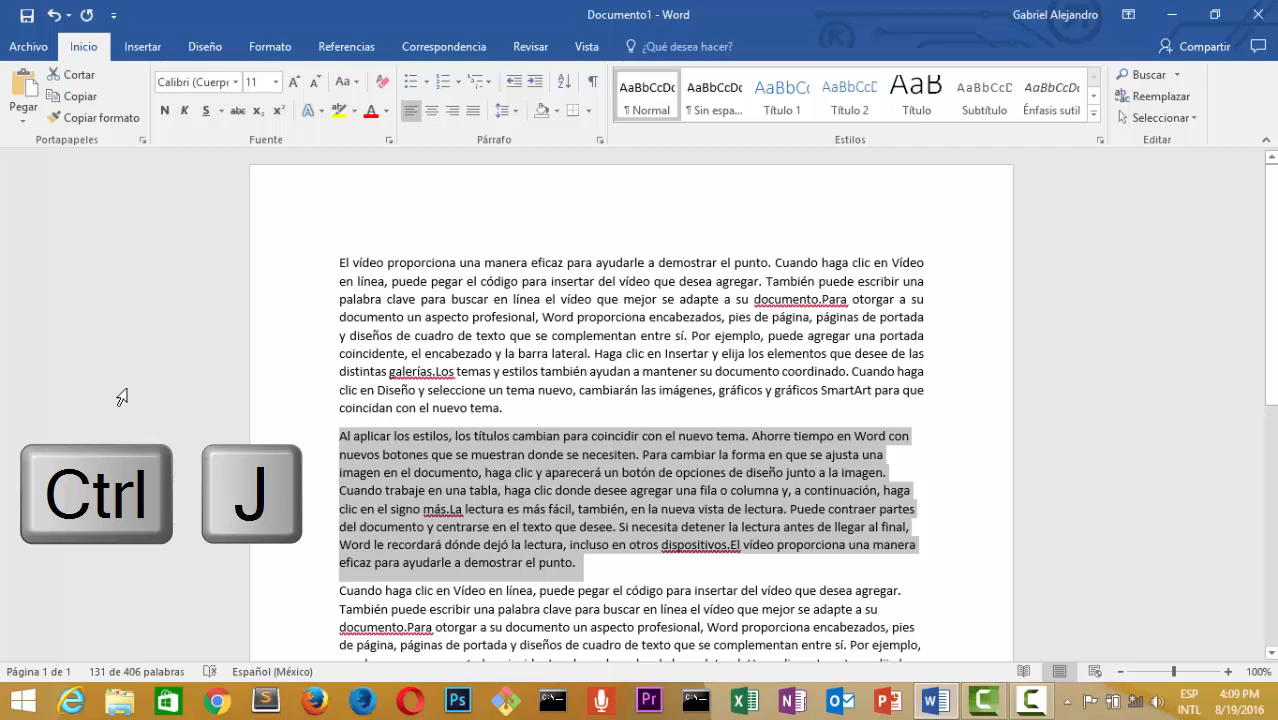 Documento1 - Word
Gabriel Alejandro
Archivo Inicio Insertar Diseño Formato Referencias Correspondencia Revisar Vista ¿Qué desea hacer? Compartir
Pegar
Cortar
Copiar
Copiar formato
Portapapeles
Calibri (Cuerpo 11 Aa
N K S abc x₂ x² A A
Fuente
Párrafo
AaBbCcDc AaBbCcDc AaBbCc AaBbCcD AaB AaBbCcD AaBbCcDc
¶ Normal ¶ Sin espa... Título 1 Título 2 Título Subtítulo Énfasis sutil
Estilos
Buscar
Reemplazar
Seleccionar
Editar
El vídeo proporciona una manera eficaz para ayudarle a demostrar el punto. Cuando haga clic en Vídeo
en línea, puede pegar el código para insertar del vídeo que desea agregar. También puede escribir una
palabra clave para buscar en línea el vídeo que mejor se adapte a su documento.Para otorgar a su
documento un aspecto profesional, Word proporciona encabezados, pies de página, páginas de portada
y diseños de cuadro de texto que se complementan entre sí. Por ejemplo, puede agregar una portada
coincidente, el encabezado y la barra lateral. Haga clic en Insertar y elija los elementos que desee de las
distintas galerías.Los temas y estilos también ayudan a mantener su documento coordinado. Cuando haga
clic en Diseño y seleccione un tema nuevo, cambiarán las imágenes, gráficos y gráficos SmartArt para que
coincidan con el nuevo tema.
Al aplicar los estilos, los títulos cambian para coincidir con el nuevo tema. Ahorre tiempo en Word con
nuevos botones que se muestran donde se necesiten. Para cambiar la forma en que se ajusta una
imagen en el documento, haga clic y aparecerá un botón de opciones de diseño junto a la imagen.
Cuando trabaje en una tabla, haga clic donde desee agregar una fila o columna y, a continuación, haga
clic en el signo más.La lectura es más fácil, también, en la nueva vista de lectura. Puede contraer partes
del documento y centrarse en el texto que desee. Si necesita detener la lectura antes de llegar al final,
Word le recordará dónde dejó la lectura, incluso en otros dispositivos.El vídeo proporciona una manera
eficaz para ayudarle a demostrar el punto.
Cuando haga clic en Vídeo en línea, puede pegar el código para insertar del vídeo que desea agregar.
También puede escribir una palabra clave para buscar en línea el vídeo que mejor se adapte a su
documento.Para otorgar a su documento un aspecto profesional, Word proporciona encabezados, pies
de página, páginas de portada y diseños de cuadro de texto que se complementan entre sí. Por ejemplo,
Ctrl J
Página 1 de 1 131 de 406 palabras Español (México) 100%
ESP
INTL
4:09 PM
8/19/2016